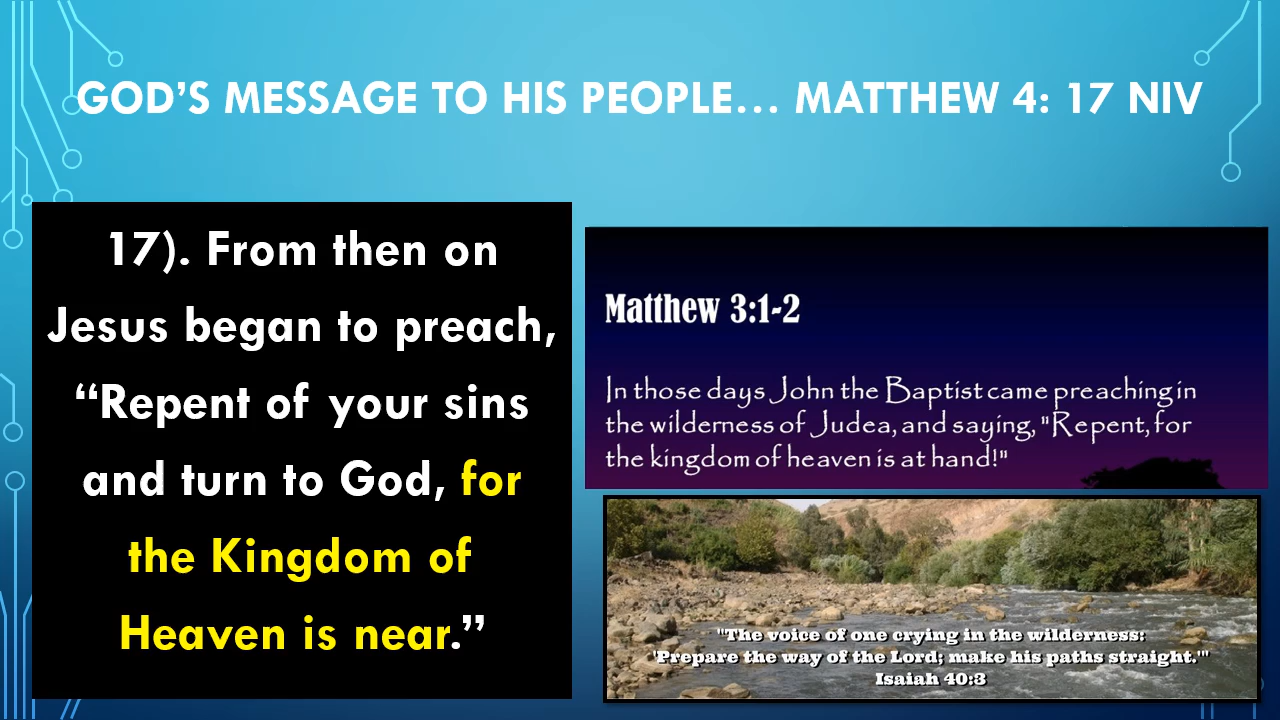 GOD’S MESSAGE TO HIS PEOPLE… MATTHEW 4: 17 NIV
17). From then on
Jesus began to preach,
“Repent of your sins
and turn to God, for
the Kingdom of
Heaven is near.”
Matthew 3:1-2
In those days John the Baptist came preaching in
the wilderness of Judea, and saying, "Repent, for
the kingdom of heaven is at hand!"
"The voice of one crying in the wilderness:
'Prepare the way of the Lord; make his paths straight.'"
Isaiah 40:3